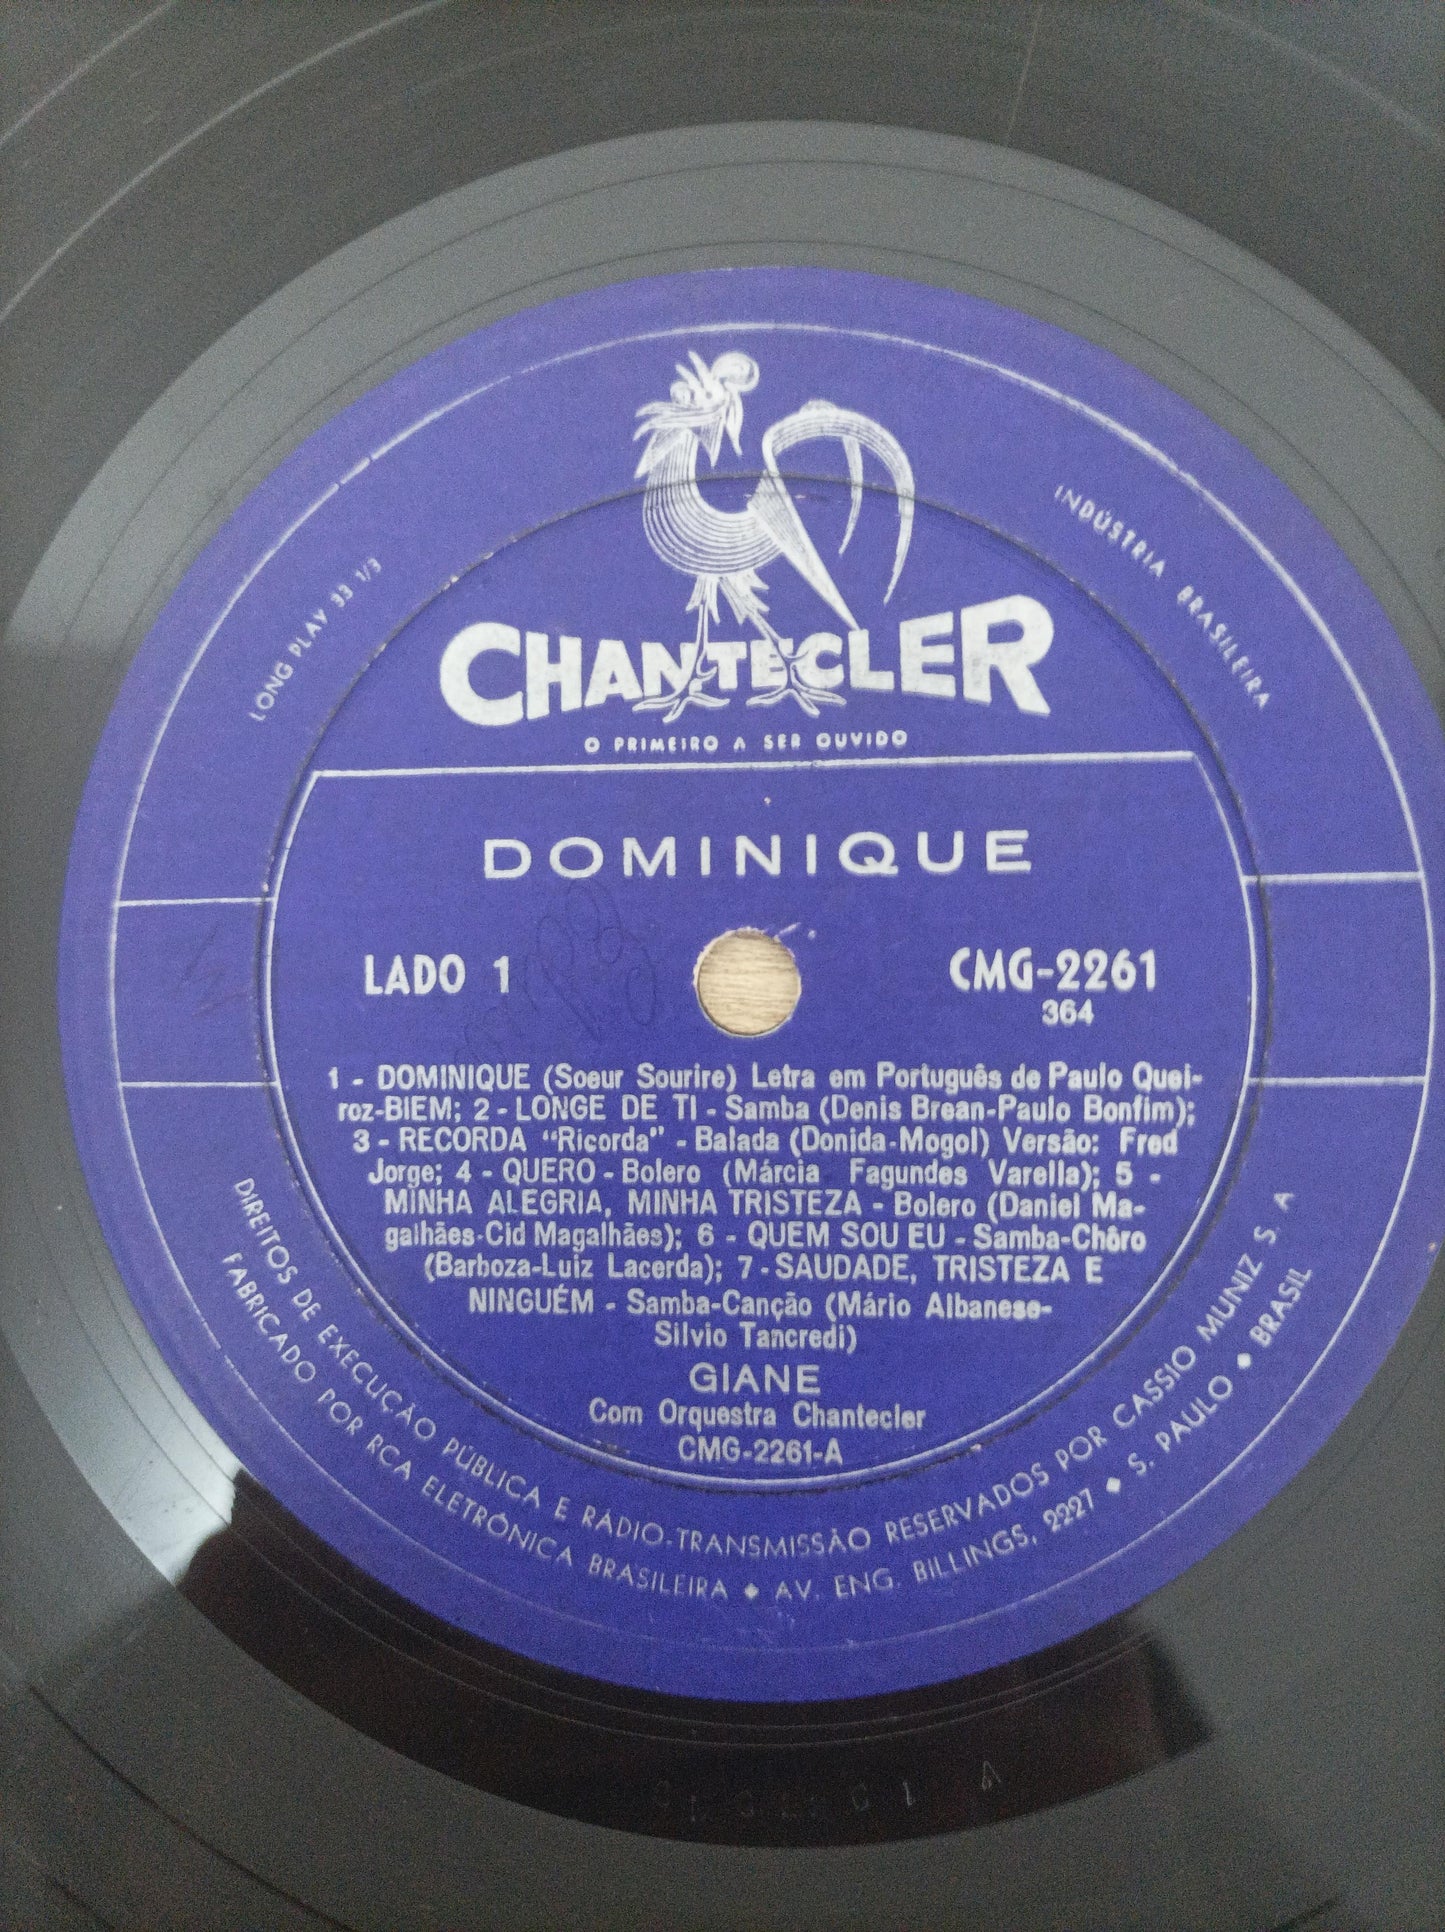 LONG PLAY 33 1/3
INDÚSTRIA BRASILEIRA
CHANTECLER
O PRIMEIRO A SER OUVIDO
DOMINIQUE
LADO 1
CMG-2261
364
1 - DOMINIQUE (Soeur Sourire) Letra em Português de Paulo Quei-
roz-BIEM; 2 - LONGE DE TI - Samba (Denis Brean-Paulo Bonfim);
3 - RECORDA "Ricorda" - Balada (Donida-Mogol) Versão: Fred
Jorge; 4 - QUERO - Bolero (Márcia Fagundes Varella); 5 -
MINHA ALEGRIA, MINHA TRISTEZA - Bolero (Daniel Ma-
galhães-Cid Magalhães); 6 - QUEM SOU EU - Samba-Chôro
(Barboza-Luiz Lacerda); 7 - SAUDADE, TRISTEZA E
NINGUÉM - Samba-Canção (Mário Albanese-
Silvio Tancredi)
GIANE
Com Orquestra Chantecler
CMG-2261-A
DIREITOS DE EXECUÇÃO PÚBLICA E RÁDIO-TRANSMISSÃO RESERVADOS POR CASSIO MUNIZ S. A
FABRICADO POR RCA ELETRÔNICA BRASILEIRA ◆ AV. ENG. BILLINGS, 2227 ◆ S. PAULO ◆ BRASIL